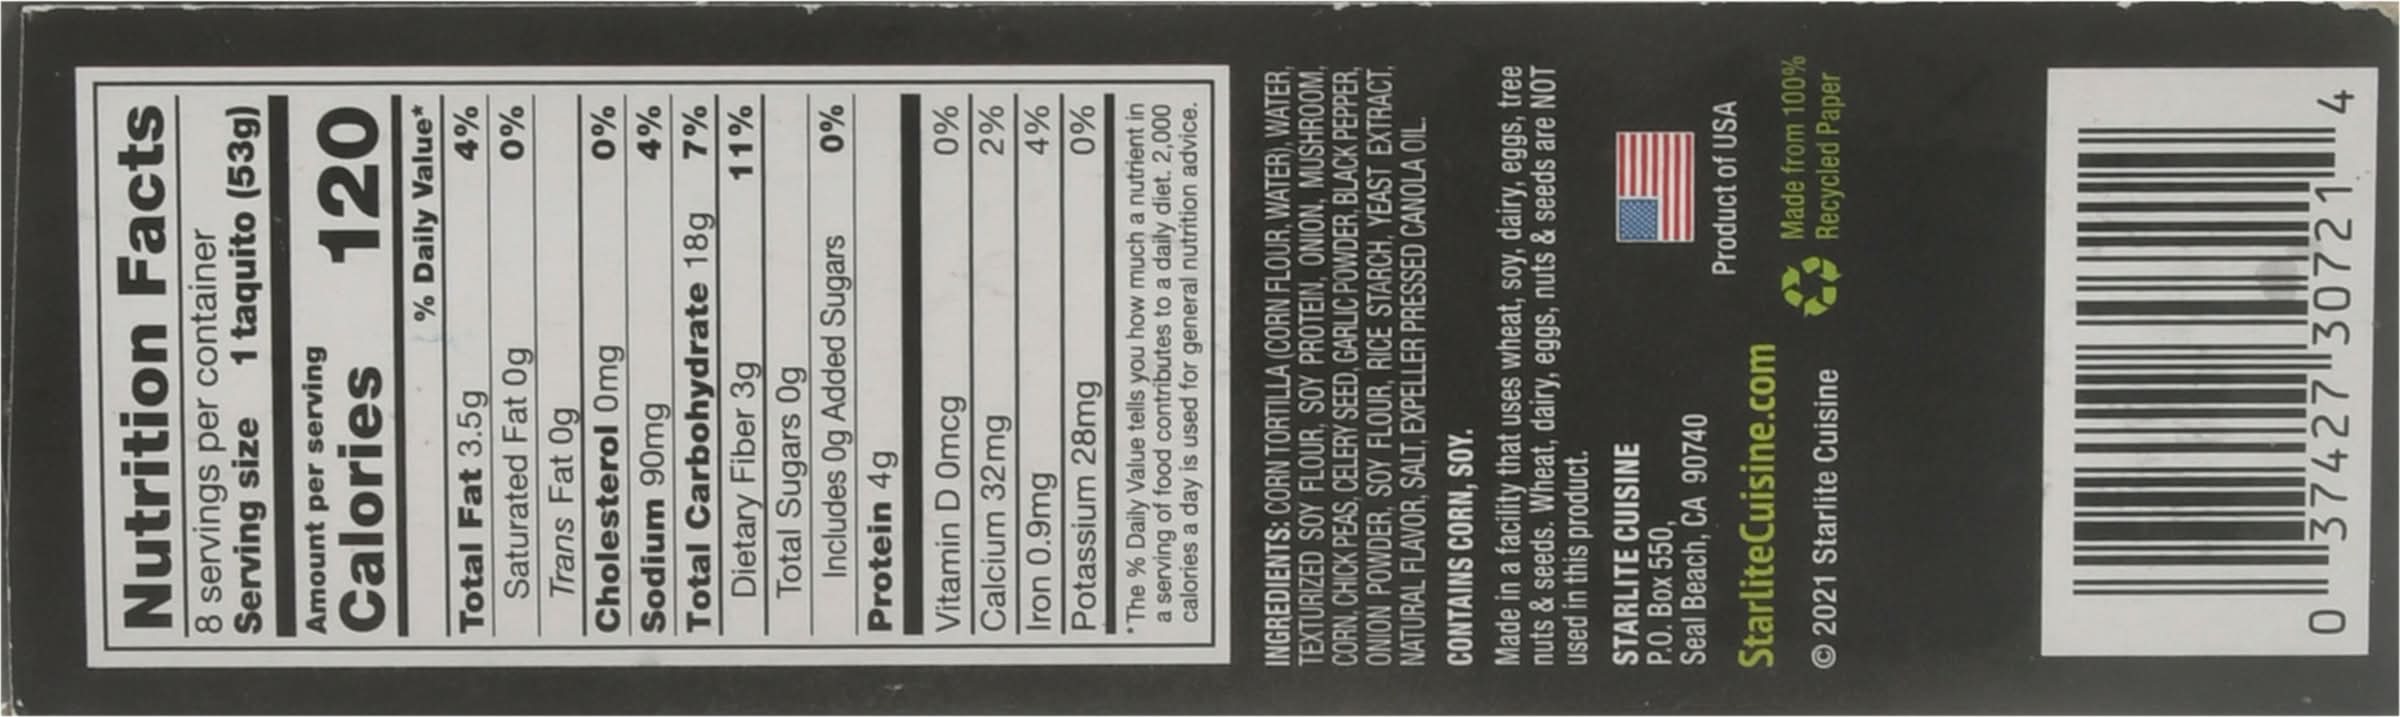 Nutrition Facts
8 servings per container
Serving size 1 taquito (53g)
Amount per serving
Calories 120
% Daily Value*
Total Fat 3.5g 4%
Saturated Fat 0g 0%
Trans Fat 0g
Cholesterol 0mg 0%
Sodium 90mg 4%
Total Carbohydrate 18g 7%
Dietary Fiber 3g 11%
Total Sugars 0g
Includes 0g Added Sugars 0%
Protein 4g
Vitamin D 0mcg 0%
Calcium 32mg 2%
Iron 0.9mg 4%
Potassium 28mg 0%
*The % Daily Value tells you how much a nutrient in
a serving of food contributes to a daily diet. 2,000
calories a day is used for general nutrition advice.
INGREDIENTS: CORN TORTILLA (CORN FLOUR, WATER), WATER,
TEXTURIZED SOY FLOUR, SOY PROTEIN, ONION, MUSHROOM,
CORN, CHICK PEAS, CELERY SEED, GARLIC POWDER, BLACK PEPPER,
ONION POWDER, SOY FLOUR, RICE STARCH, YEAST EXTRACT,
NATURAL FLAVOR, SALT, EXPELLER PRESSED CANOLA OIL.
CONTAINS CORN, SOY.
Made in a facility that uses wheat, soy, dairy, eggs, tree
nuts & seeds. Wheat, dairy, eggs, nuts & seeds are NOT
used in this product.
STARLITE CUISINE
P.O. Box 550,
Seal Beach, CA 90740
Product of USA
StarliteCuisine.com
Made from 100%
Recycled Paper
© 2021 Starlite Cuisine
0 37427 30721 4